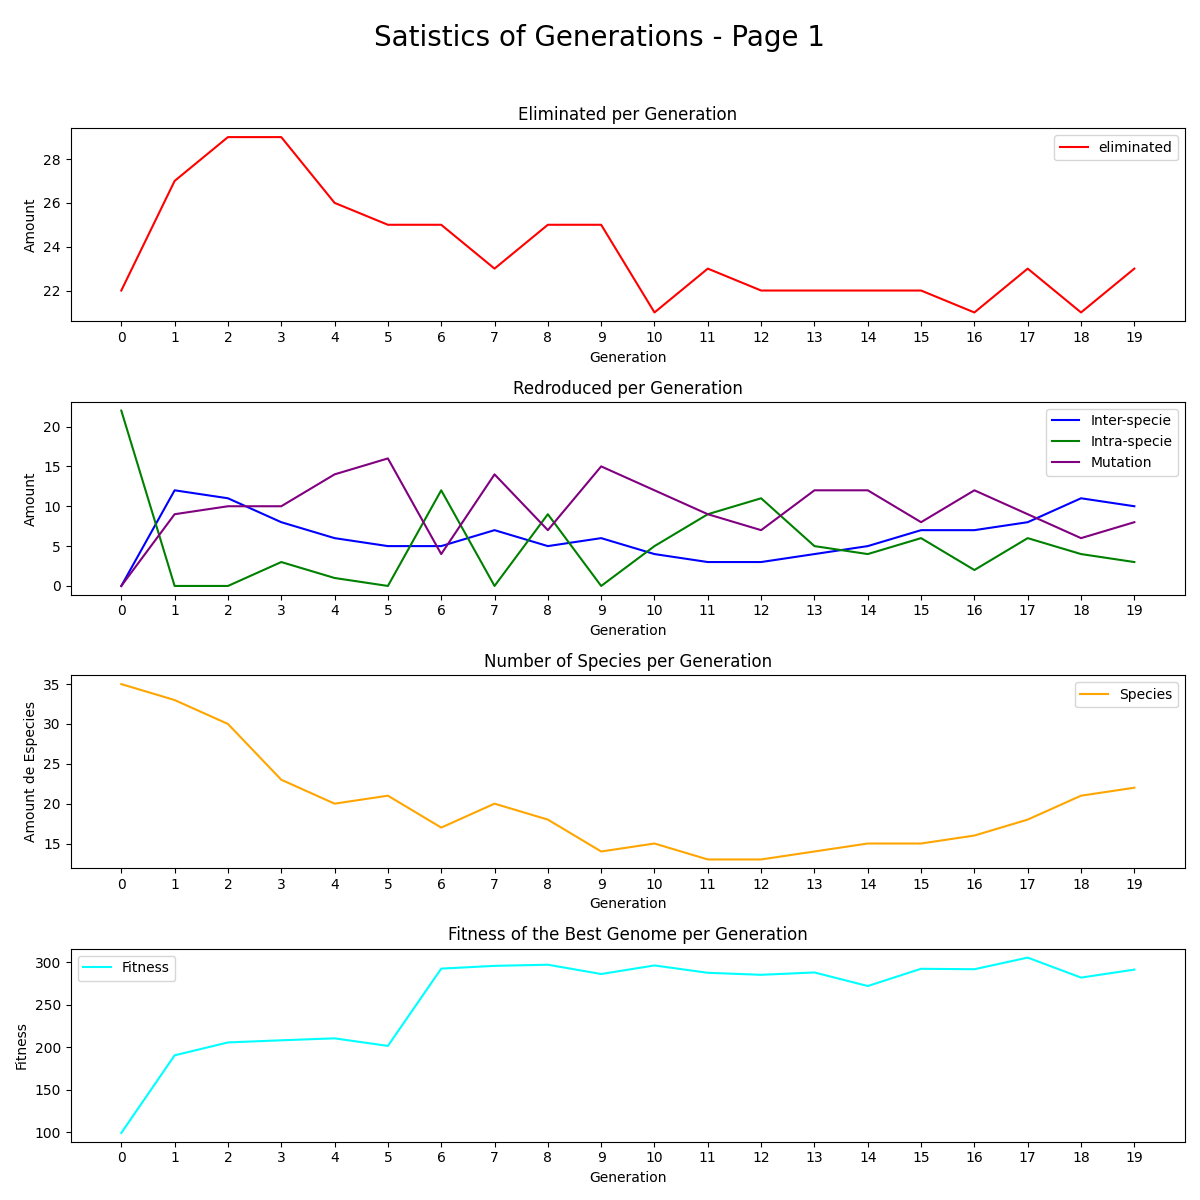 Satistics of Generations - Page 1
Eliminated per Generation
eliminated
Amount
28
26
24
22
0 1 2 3 4 5 6 7 8 9 10 11 12 13 14 15 16 17 18 19
Generation
Redroduced per Generation
Inter-specie
Intra-specie
Mutation
Amount
20
15
10
5
0
0 1 2 3 4 5 6 7 8 9 10 11 12 13 14 15 16 17 18 19
Generation
Number of Species per Generation
Species
Amount de Especies
35
30
25
20
15
0 1 2 3 4 5 6 7 8 9 10 11 12 13 14 15 16 17 18 19
Generation
Fitness of the Best Genome per Generation
Fitness
Fitness
300
250
200
150
100
0 1 2 3 4 5 6 7 8 9 10 11 12 13 14 15 16 17 18 19
Generation